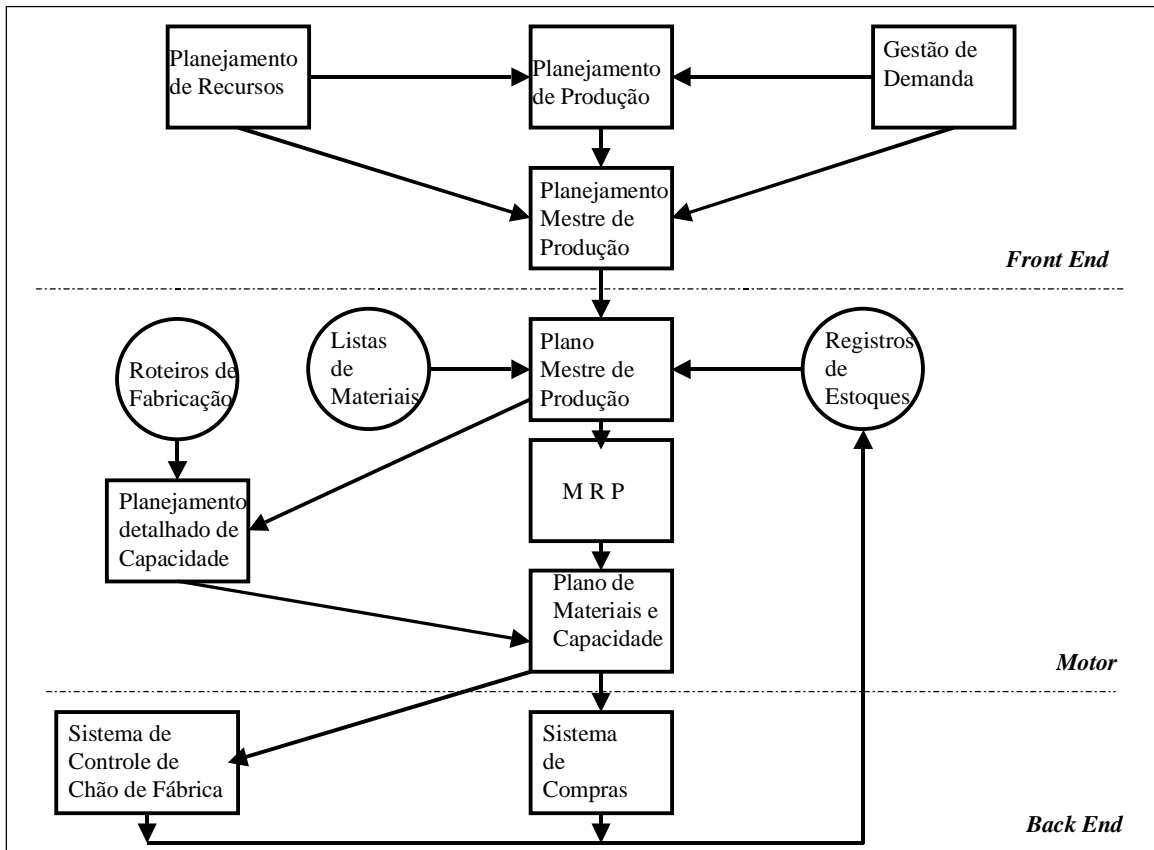 Planejamento
de Recursos
Planejamento
de Produção
Gestão de
Demanda
Planejamento
Mestre de
Produção
Front End
Roteiros de
Fabricação
Listas
de
Materiais
Plano
Mestre de
Produção
Registros
de
Estoques
M R P
Planejamento
detalhado de
Capacidade
Plano de
Materiais e
Capacidade
Motor
Sistema de
Controle de
Chão de Fábrica
Sistema
de
Compras
Back End